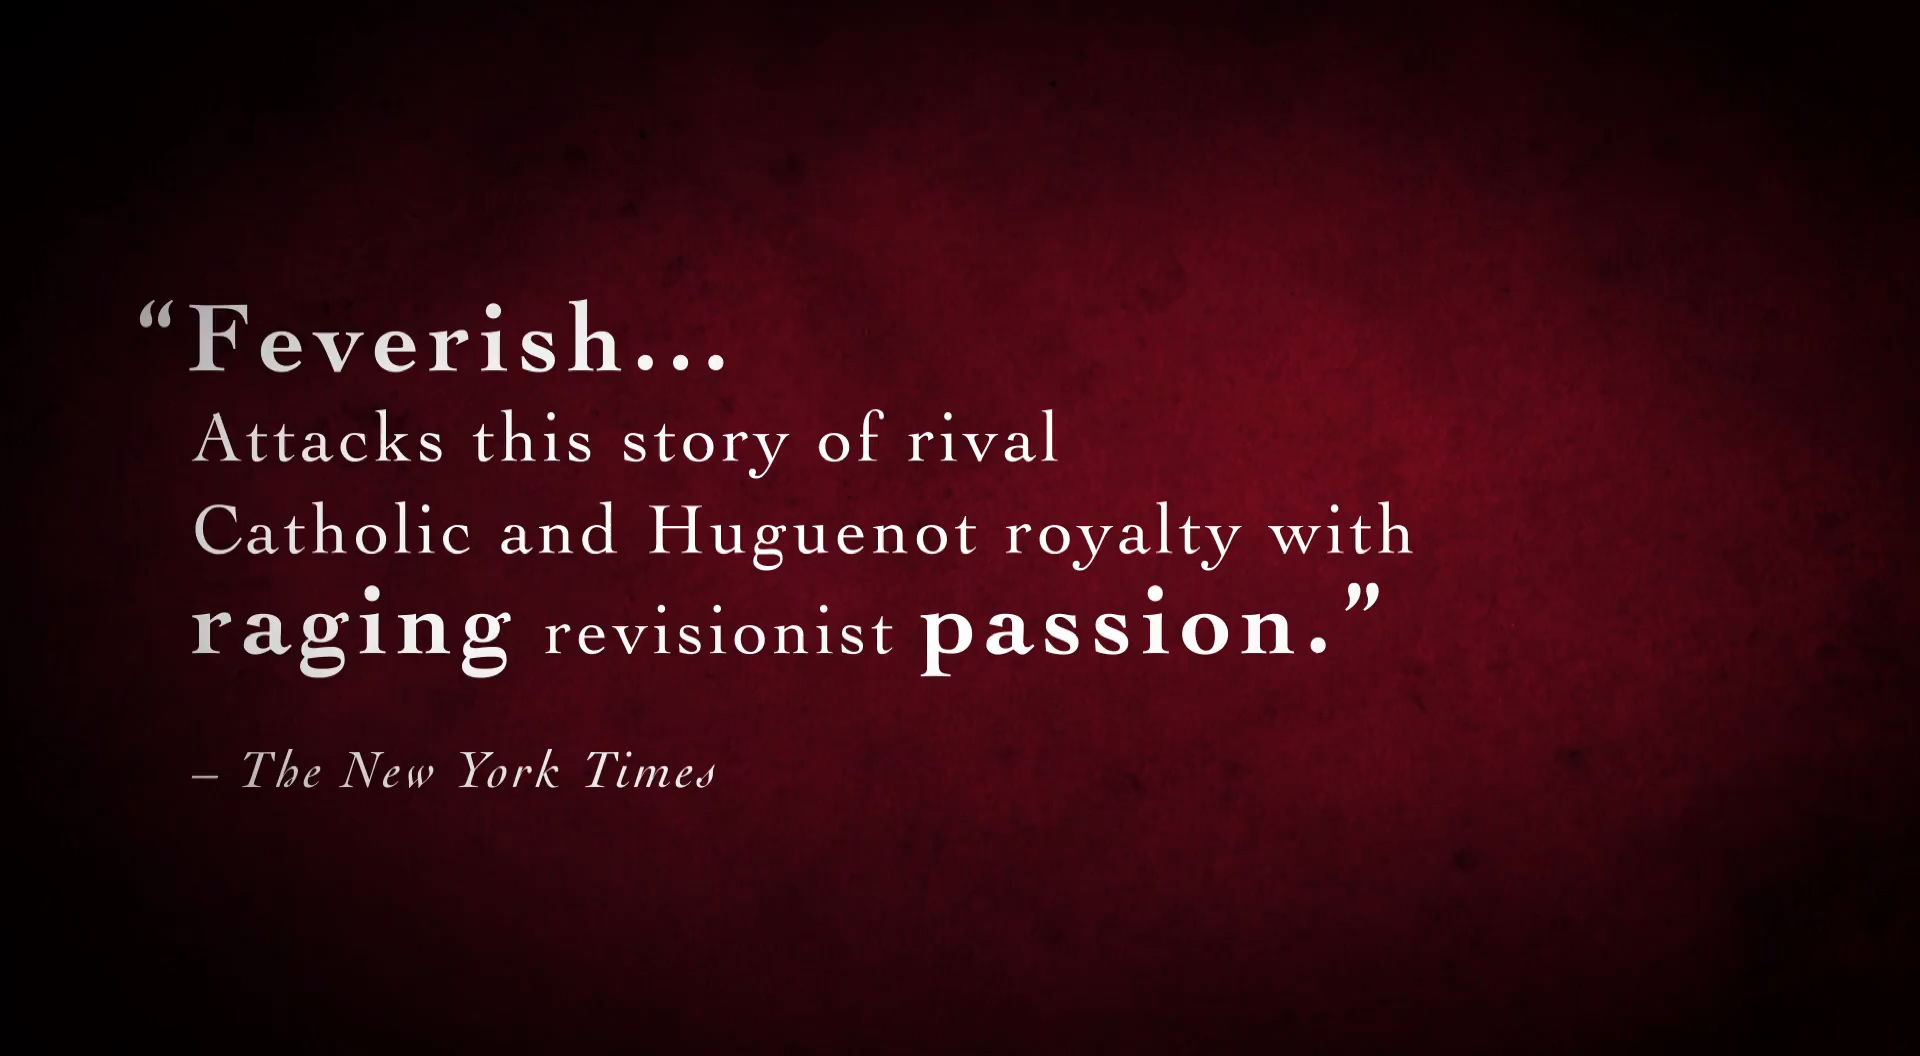 “Feverish...
Attacks this story of rival
Catholic and Huguenot royalty with
raging revisionist passion.”
– The New York Times